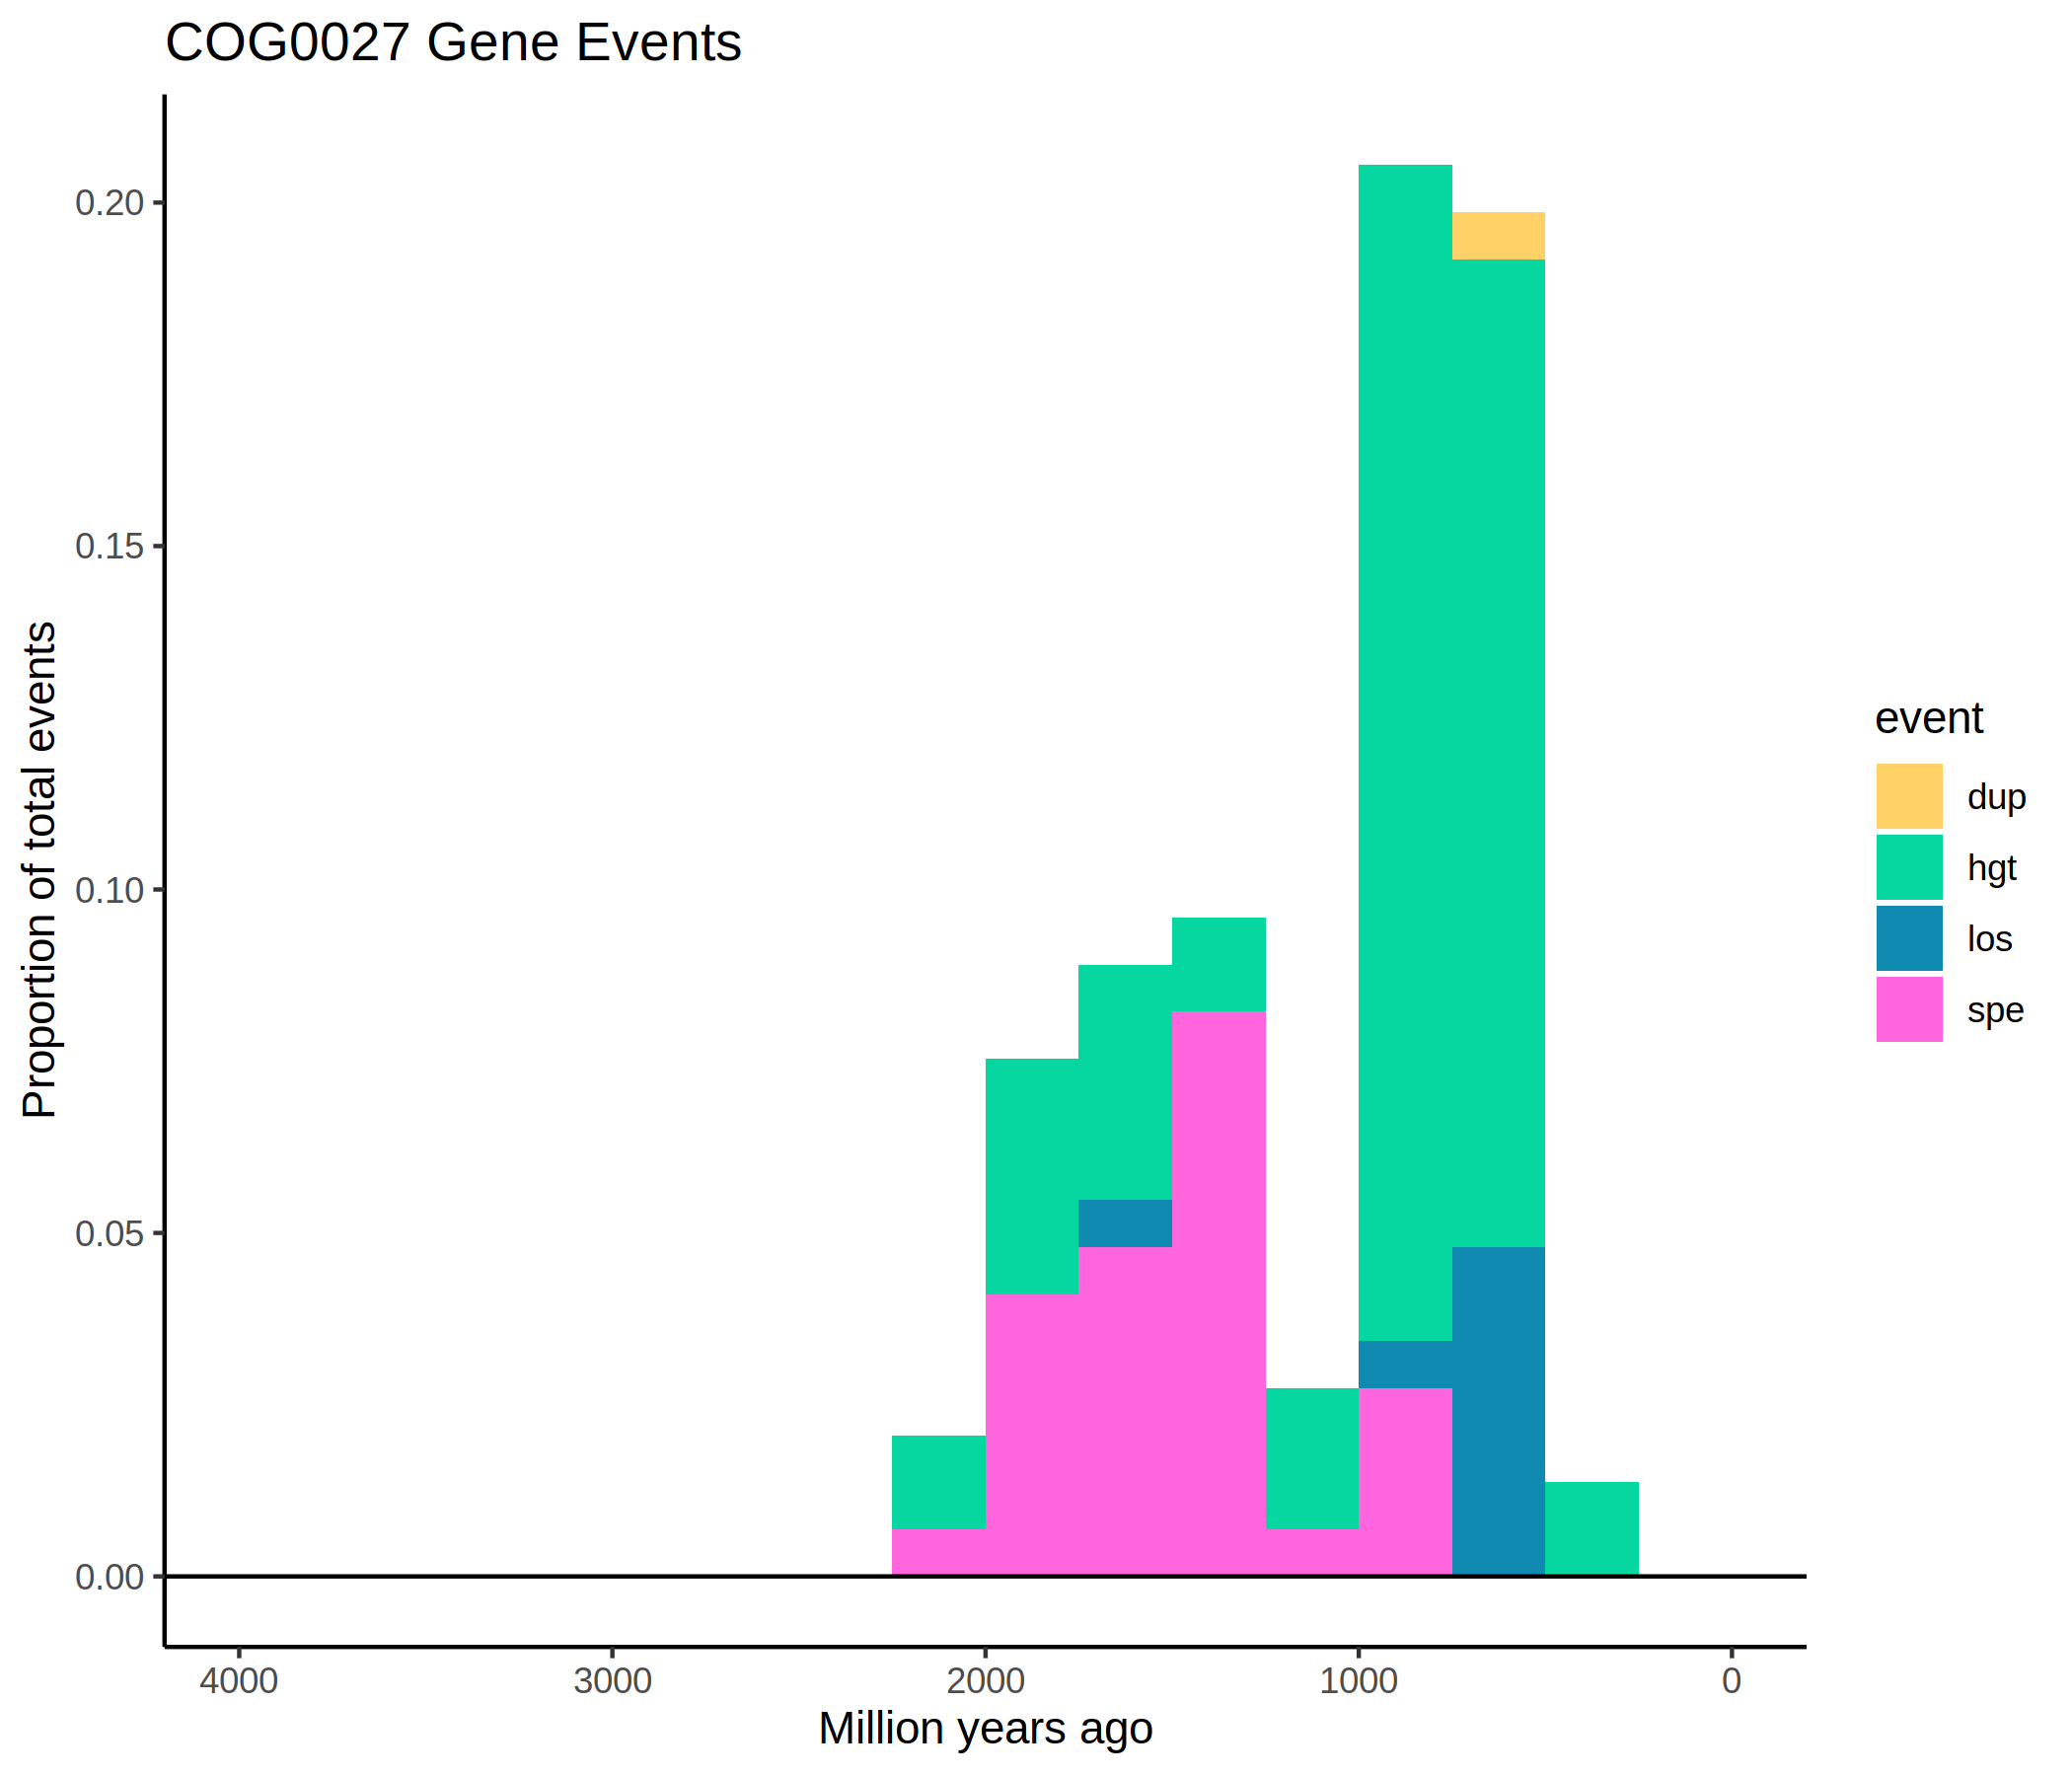 COG0027 Gene Events
Proportion of total events
0.20
0.15
0.10
0.05
0.00
4000 3000 2000 1000 0
Million years ago
event
dup
hgt
los
spe